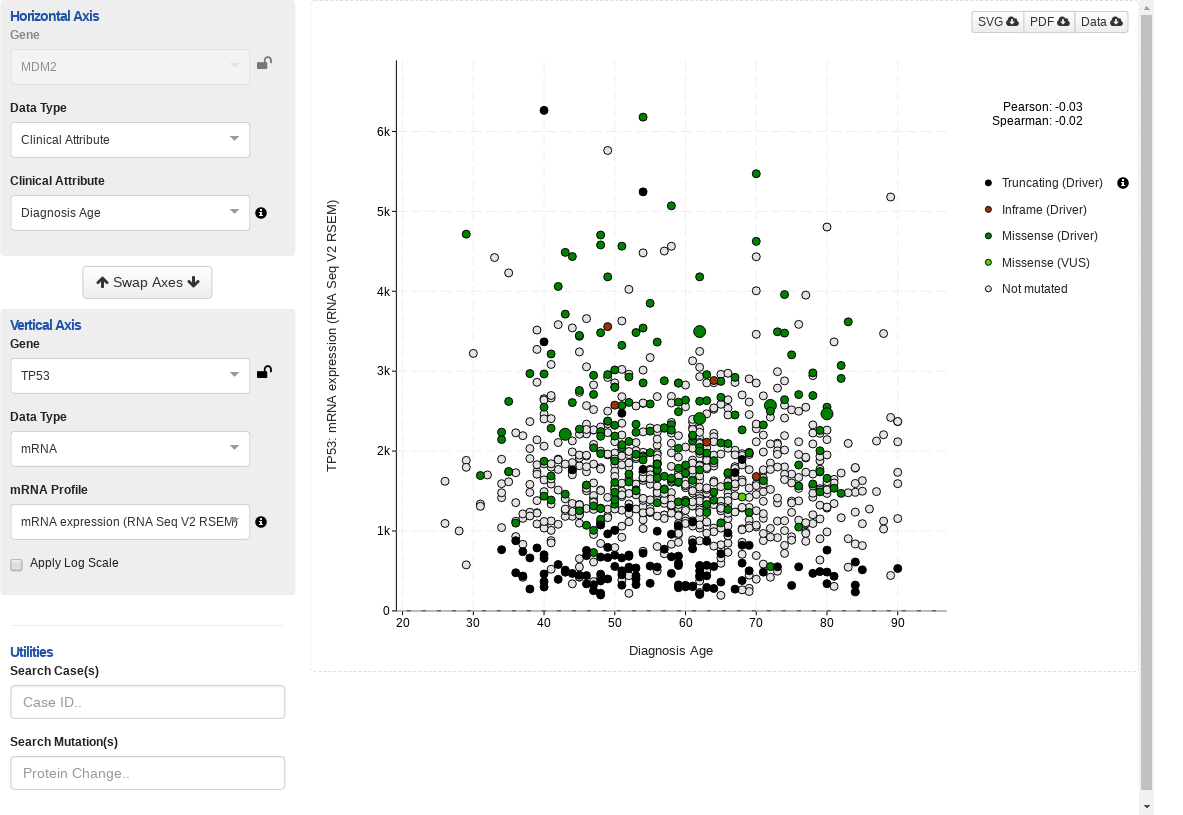 Horizontal Axis
Gene
MDM2
Data Type
Clinical Attribute
Clinical Attribute
Diagnosis Age
Swap Axes
Vertical Axis
Gene
TP53
Data Type
mRNA
mRNA Profile
mRNA expression (RNA Seq V2 RSEM)
Apply Log Scale
Utilities
Search Case(s)
Case ID..
Search Mutation(s)
Protein Change..
SVG PDF Data
Pearson: -0.03
Spearman: -0.02
Truncating (Driver)
Inframe (Driver)
Missense (Driver)
Missense (VUS)
Not mutated
TP53: mRNA expression (RNA Seq V2 RSEM)
6k
5k
4k
3k
2k
1k
0
20 30 40 50 60 70 80 90
Diagnosis Age